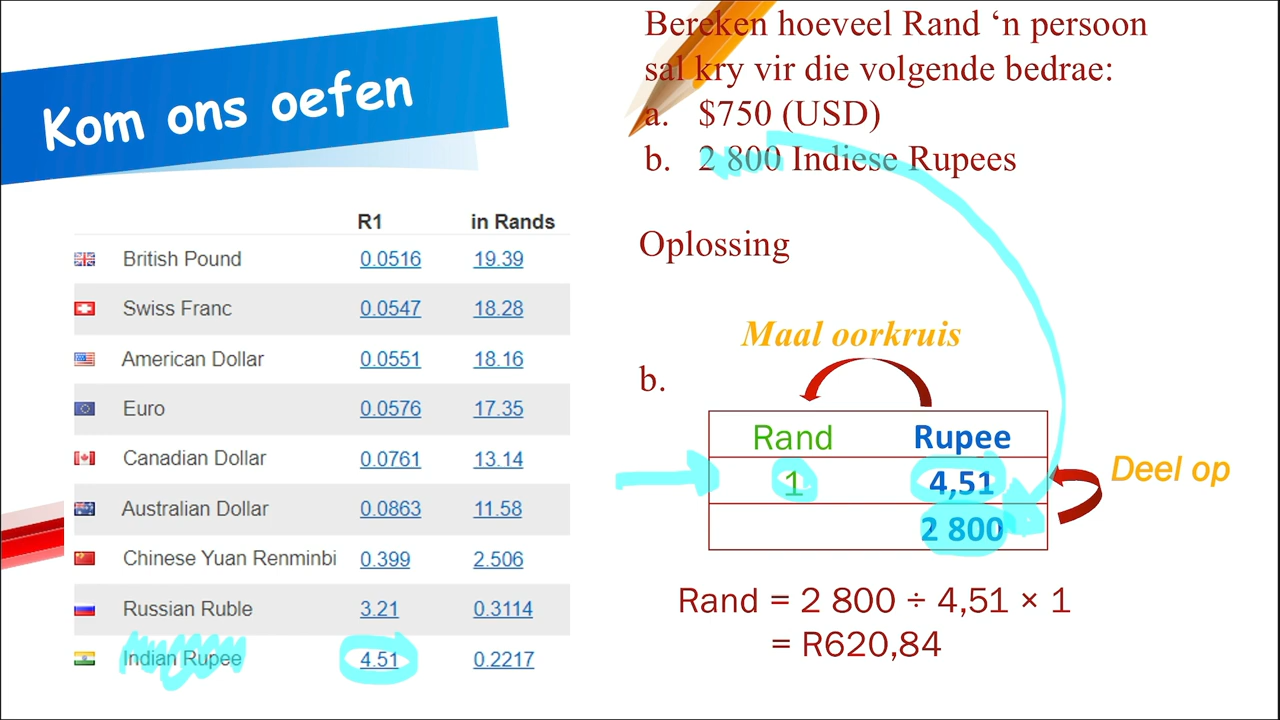 Kom ons oefen
R1 in Rands
British Pound 0.0516 19.39
Swiss Franc 0.0547 18.28
American Dollar 0.0551 18.16
Euro 0.0576 17.35
Canadian Dollar 0.0761 13.14
Australian Dollar 0.0863 11.58
Chinese Yuan Renminbi 0.399 2.506
Russian Ruble 3.21 0.3114
Indian Rupee 4.51 0.2217
Bereken hoeveel Rand ‘n persoon
sal kry vir die volgende bedrae:
a. $750 (USD)
b. 2 800 Indiese Rupees
Oplossing
Maal oorkruis
b.
Rand Rupee
1 4,51
2 800
Deel op
Rand = 2 800 ÷ 4,51 × 1
= R620,84